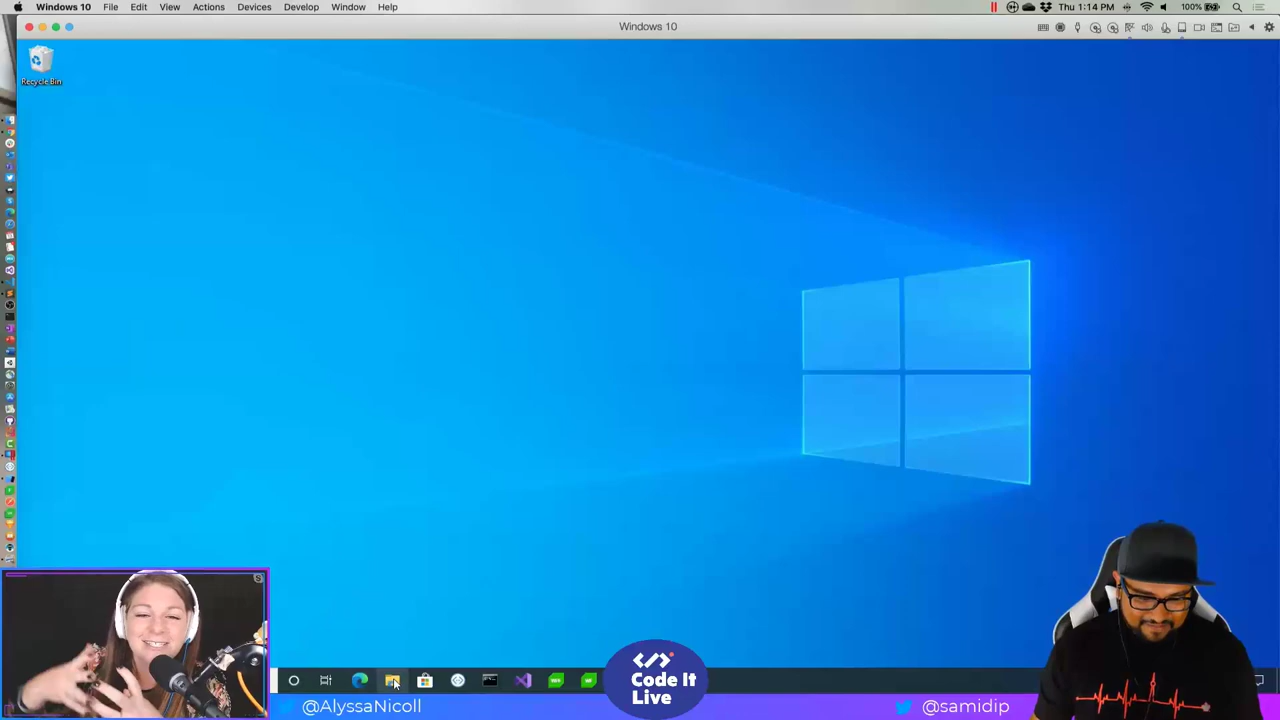 Windows 10 File Edit View Actions Devices Develop Window Help Thu 1:14 PM 100%
Windows 10
Recycle Bin
Code It
Live
@AlyssaNicoll
@samidip